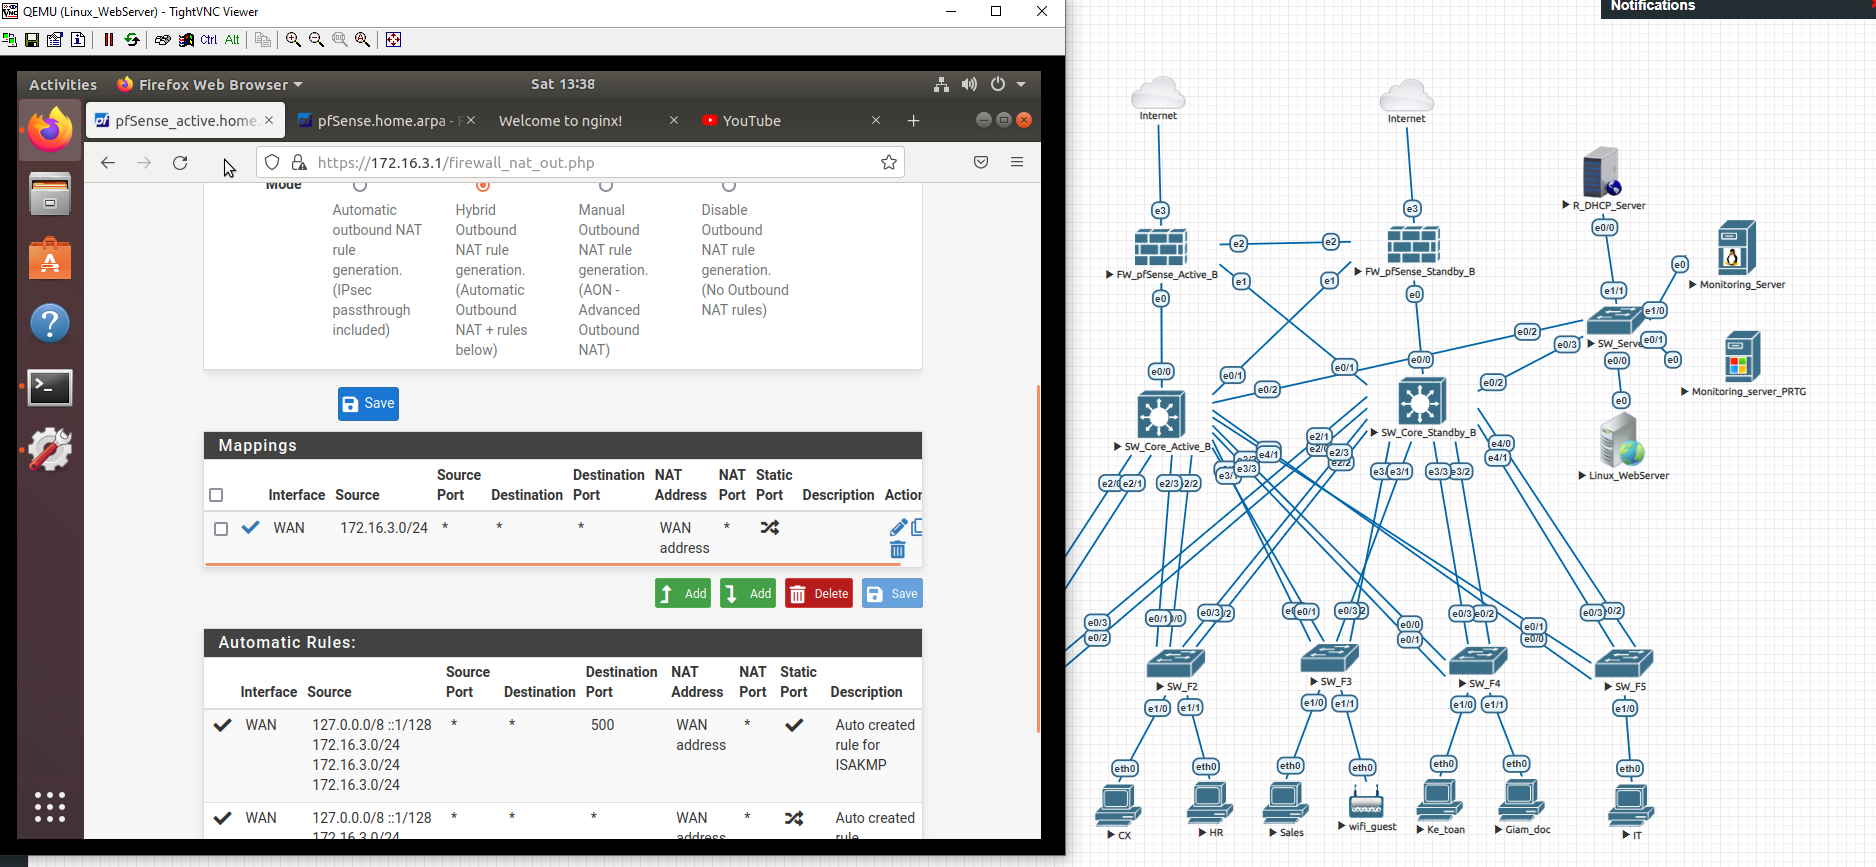 QEMU (Linux_WebServer) - TightVNC Viewer
Ctrl Alt
Activities Firefox Web Browser Sat 13:38
pfSense_active.home. pfSense.home.arpa - F Welcome to nginx! YouTube
https://172.16.3.1/firewall_nat_out.php
Mode
Automatic
outbound NAT
rule
generation.
(IPsec
passthrough
included)
Hybrid
Outbound
NAT rule
generation.
(Automatic
Outbound
NAT + rules
below)
Manual
Outbound
NAT rule
generation.
(AON -
Advanced
Outbound
NAT)
Disable
Outbound
NAT rule
generation.
(No Outbound
NAT rules)
Save
Mappings
Interface Source Source Port Destination Destination Port NAT Address NAT Port Static Port Description Action
WAN 172.16.3.0/24 * * * WAN address *
Add Add Delete Save
Automatic Rules:
Interface Source Source Port Destination Destination Port NAT Address NAT Port Static Port Description
WAN 127.0.0.0/8 ::1/128 * * 500 WAN address * Auto created rule for ISAKMP
172.16.3.0/24
172.16.3.0/24
172.16.3.0/24
WAN 127.0.0.0/8 ::1/128 * * * WAN address * Auto created rule
172.16.3.0/24
Notifications
Internet
Internet
e3
e3
R_DHCP_Server
e0/0
FW_pfSense_Active_B
e2
e2
FW_pfSense_Standby_B
e1
e1
e0
e0
e0
Monitoring_Server
e1/1
e1/0
SW_Serve
e0/1
e0/2
e0/3
e0/0
e0
Monitoring_server_PRTG
e0
Linux_WebServer
e0/0
e0/1
e0/2
e0/1
e0/0
e0/2
SW_Core_Active_B
SW_Core_Standby_B
e2/1
e2/3
e2/2
e4/1
e3/3
e4/0
e4/1
e2/1
e2/3
2/2
e3/1
e3/3
e3/2
e0/3
e0/2
e0/1
e0/3
e0/1
e0/3
e0/0
e0/1
e0/3
e0/2
e0/1
e0/0
e0/3
SW_F2
SW_F3
SW_F4
SW_F5
e1/0
e1/1
e1/0
e1/1
e1/0
e1/1
e1/0
eth0
eth0
eth0
eth0
eth0
eth0
eth0
CX
HR
Sales
wifi_guest
Ke_toan
Giam_doc
IT